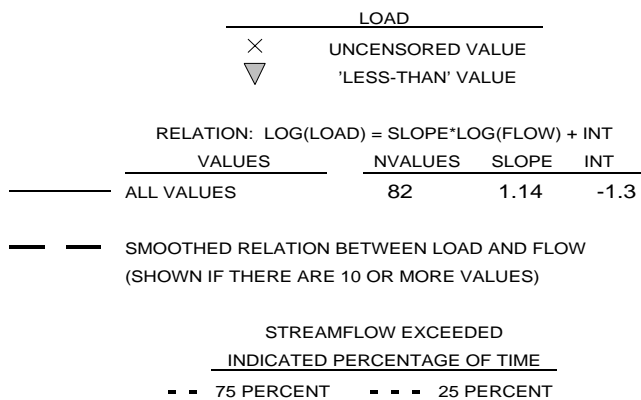 LOAD
UNCENSORED VALUE
'LESS-THAN' VALUE
RELATION: LOG(LOAD) = SLOPE*LOG(FLOW) + INT
VALUES NVALUES SLOPE INT
ALL VALUES 82 1.14 -1.3
SMOOTHED RELATION BETWEEN LOAD AND FLOW
(SHOWN IF THERE ARE 10 OR MORE VALUES)
STREAMFLOW EXCEEDED
INDICATED PERCENTAGE OF TIME
75 PERCENT 25 PERCENT